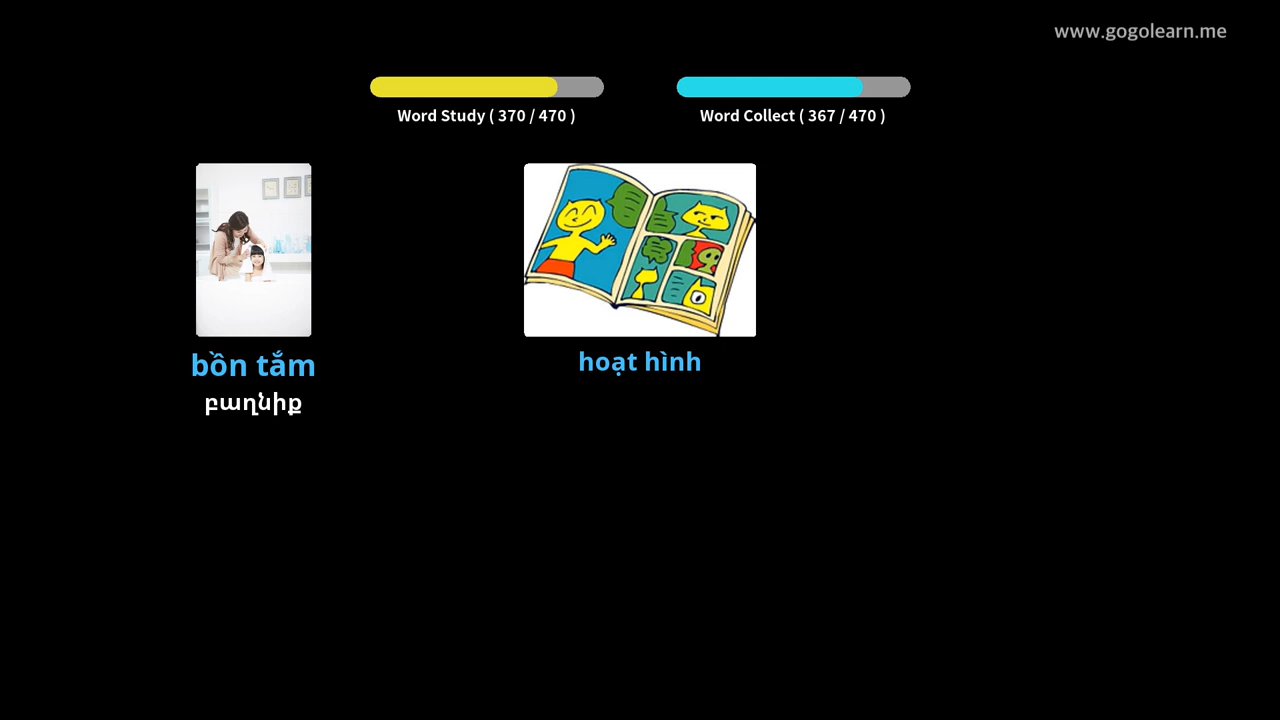 www.gogolearn.me
Word Study ( 370 / 470 )
Word Collect ( 367 / 470 )
bồn tắm
բաղնիք
hoạt hình